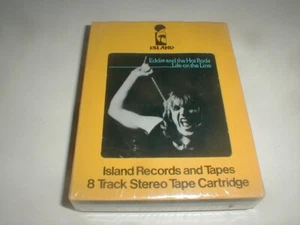 ISLAND
Eddie and the Hot Rods
Life on the Line
Island Records and Tapes
8 Track Stereo Tape Cartridge